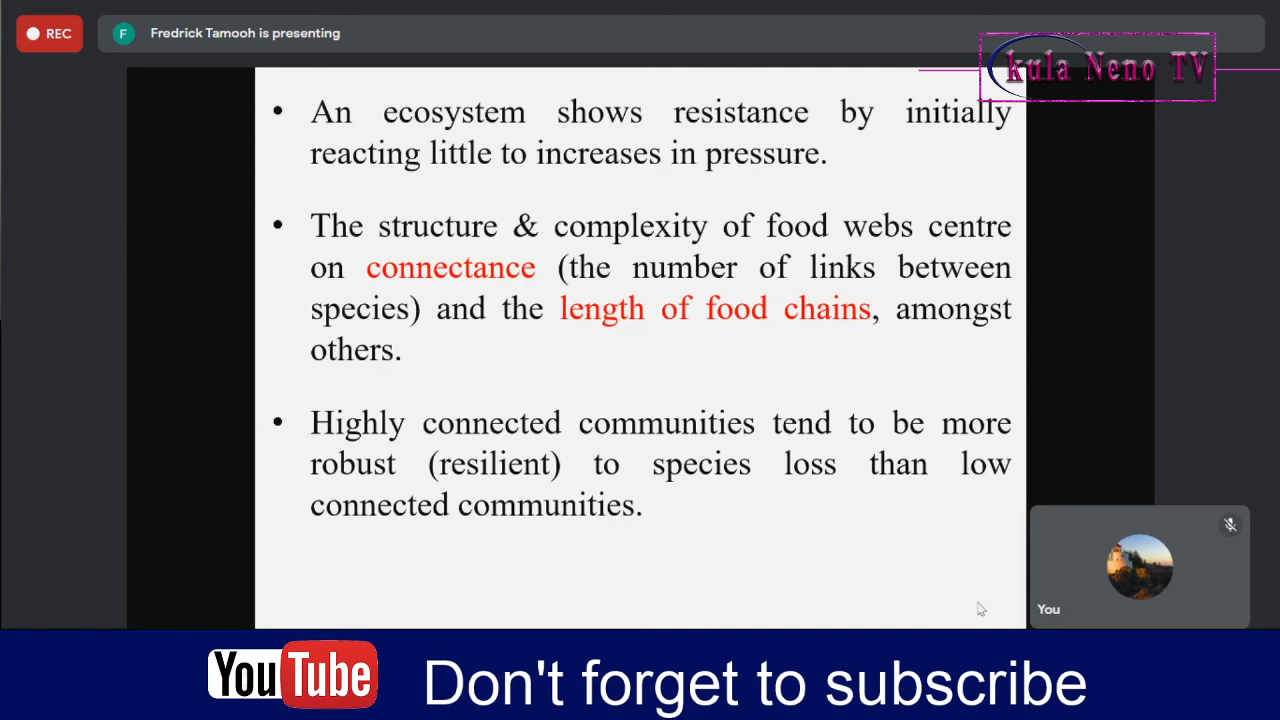 REC
F
Fredrick Tamooh is presenting
kula Neno TV
• An ecosystem shows resistance by initially
reacting little to increases in pressure.
• The structure & complexity of food webs centre
on connectance (the number of links between
species) and the length of food chains, amongst
others.
• Highly connected communities tend to be more
robust (resilient) to species loss than low
connected communities.
You
YouTube Don't forget to subscribe